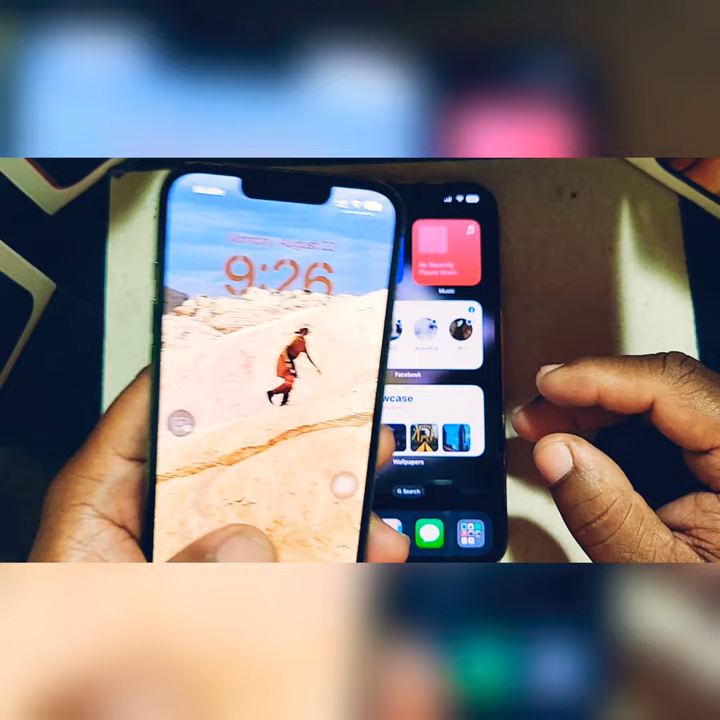 Monday, August 22
9:26
No Recently
Played Music
Music
Facebook
wcase
Wallpapers
Search